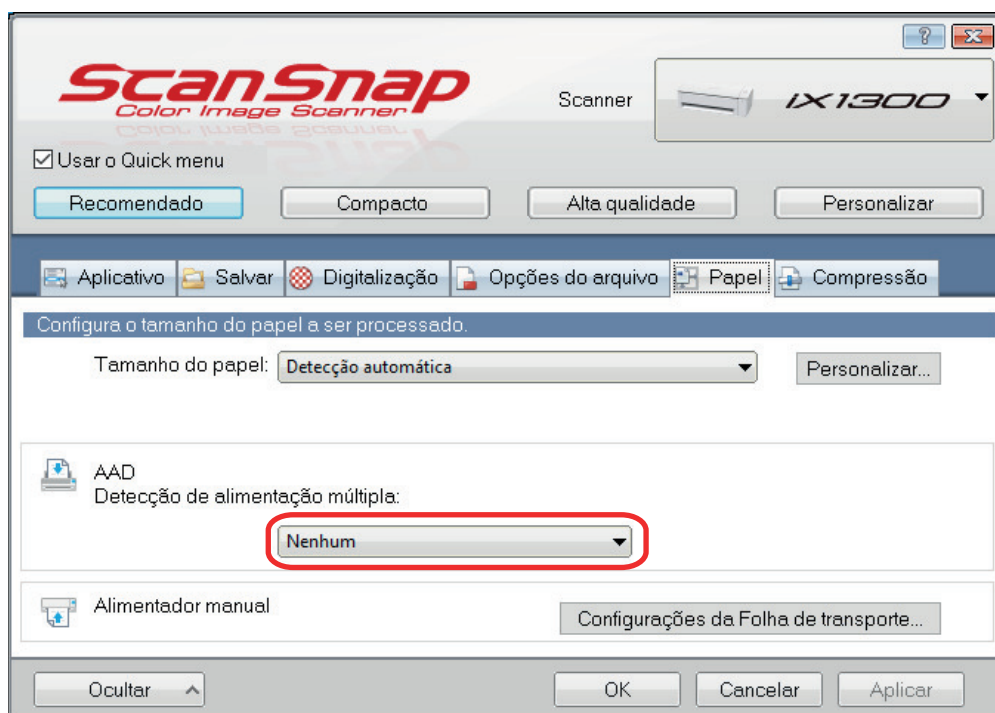 ?
ScanSnap
Color Image Scanner
Scanner
iX1300
Usar o Quick menu
Recomendado Compacto Alta qualidade Personalizar
Aplicativo Salvar Digitalização Opções do arquivo Papel Compressão
Configura o tamanho do papel a ser processado.
Tamanho do papel: Detecção automática Personalizar...
AAD
Detecção de alimentação múltipla:
Nenhum
Alimentador manual
Configurações da Folha de transporte...
Ocultar OK Cancelar Aplicar